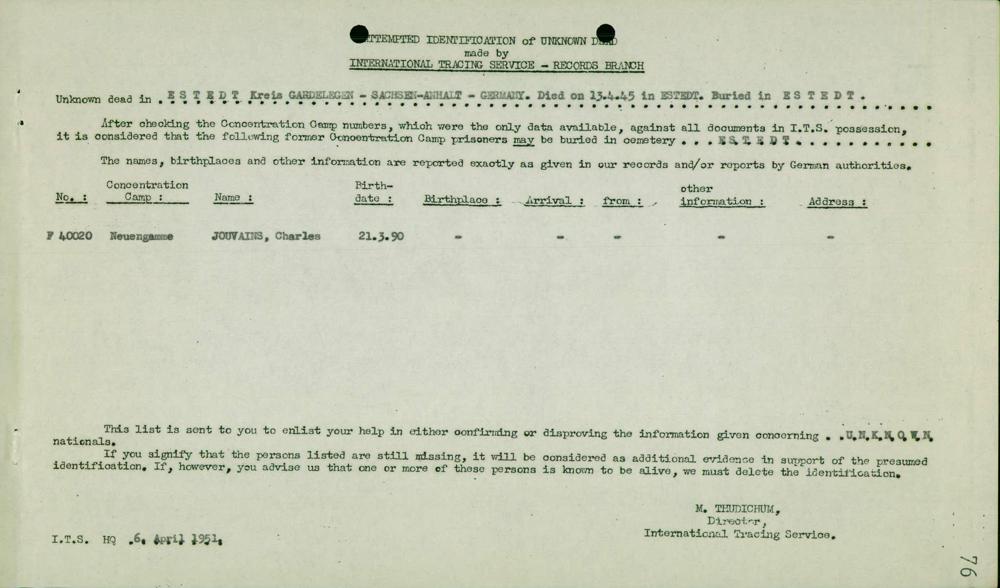 ATTEMPTED IDENTIFICATION of UNKNOWN DEAD
made by
INTERNATIONAL TRACING SERVICE - RECORDS BRANCH
Unknown dead in . E S T E D T Kreis GARDELEGEN - SACHSEN-ANHALT - GERMANY. Died on 13.4.45 in ESTEDT. Buried in E S T E D T .
After checking the Concentration Camp numbers, which were the only data available, against all documents in I.T.S. possession,
it is considered that the following former Concentration Camp prisoners may be buried in cemetery . . . E S T E D T . . . . . . . . . . .
The names, birthplaces and other information are reported exactly as given in our records and/or reports by German authorities.
No. : Concentration Camp : Name : Birth-date : Birthplace : Arrival : from : other information : Address :
F 40020 Neuengamme JOUVAINS, Charles 21.3.90 - - - - -
This list is sent to you to enlist your help in either confirming or disproving the information given concerning . . U.N.K.N.O.W.N.
nationals.
If you signify that the persons listed are still missing, it will be considered as additional evidence in support of the presumed
identification. If, however, you advise us that one or more of these persons is known to be alive, we must delete the identification.
M. THUDICHUM,
Director,
International Tracing Service.
I.T.S. HQ .6. April 1951.
76